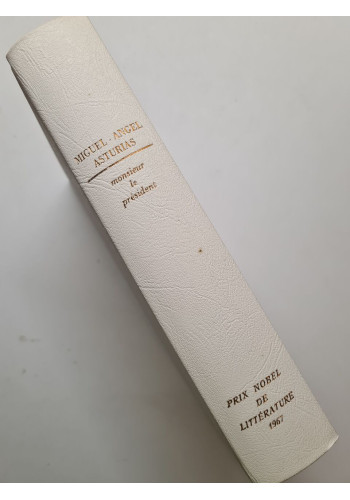 MIGUEL-ANGEL
ASTURIAS
monsieur
le
président
PRIX NOBEL
DE
LITTÉRATURE
1967